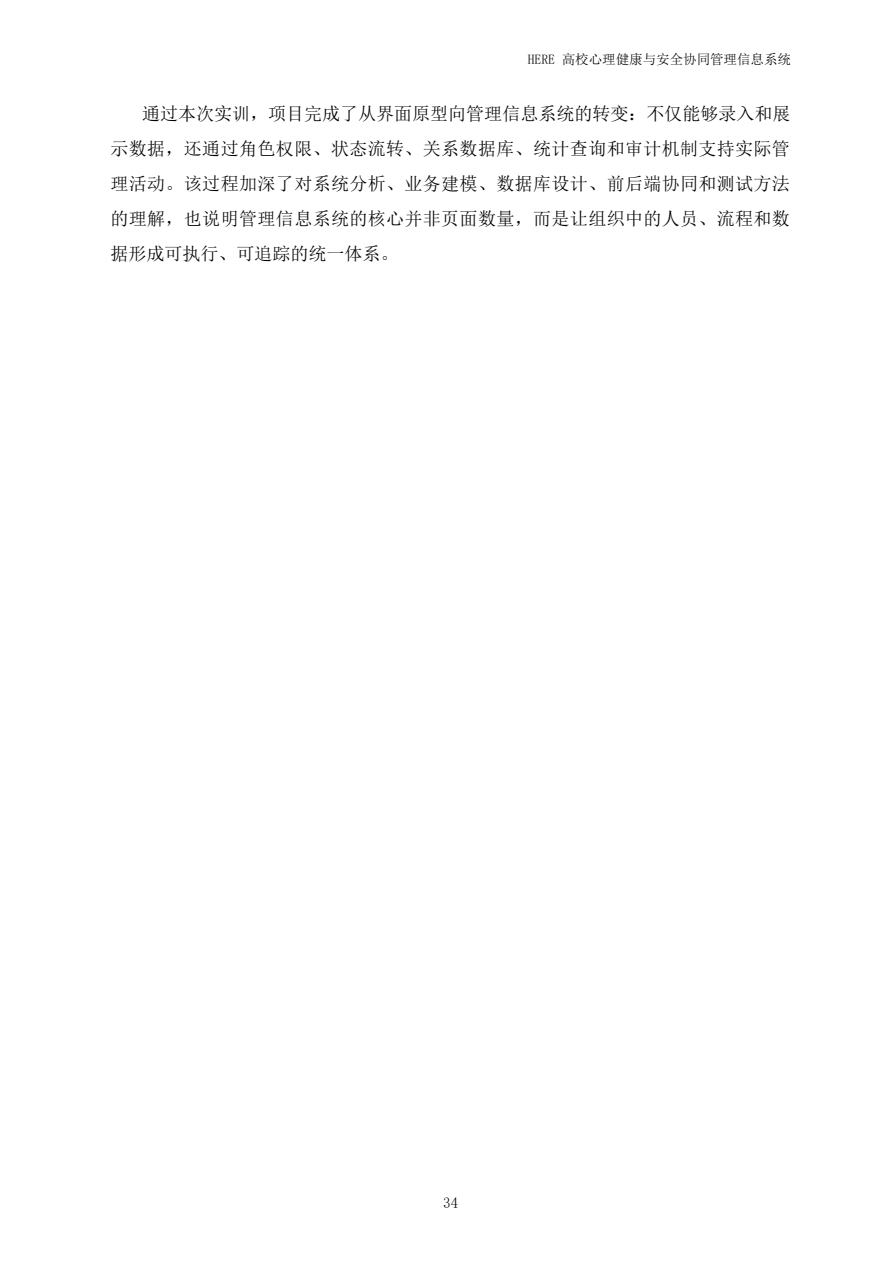 HERE 高校心理健康与安全协同管理信息系统
通过本次实训，项目完成了从界面原型向管理信息系统的转变：不仅能够录入和展
示数据，还通过角色权限、状态流转、关系数据库、统计查询和审计机制支持实际管
理活动。该过程加深了对系统分析、业务建模、数据库设计、前后端协同和测试方法
的理解，也说明管理信息系统的核心并非页面数量，而是让组织中的人员、流程和数
据形成可执行、可追踪的统一体系。
34